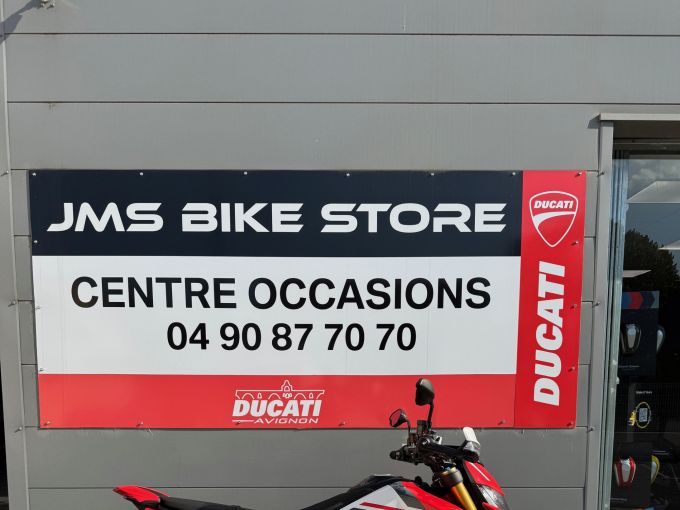 JMS BIKE STORE
CENTRE OCCASIONS
04 90 87 70 70
DUCATI
AVIGNON
DUCATI
DUCATI